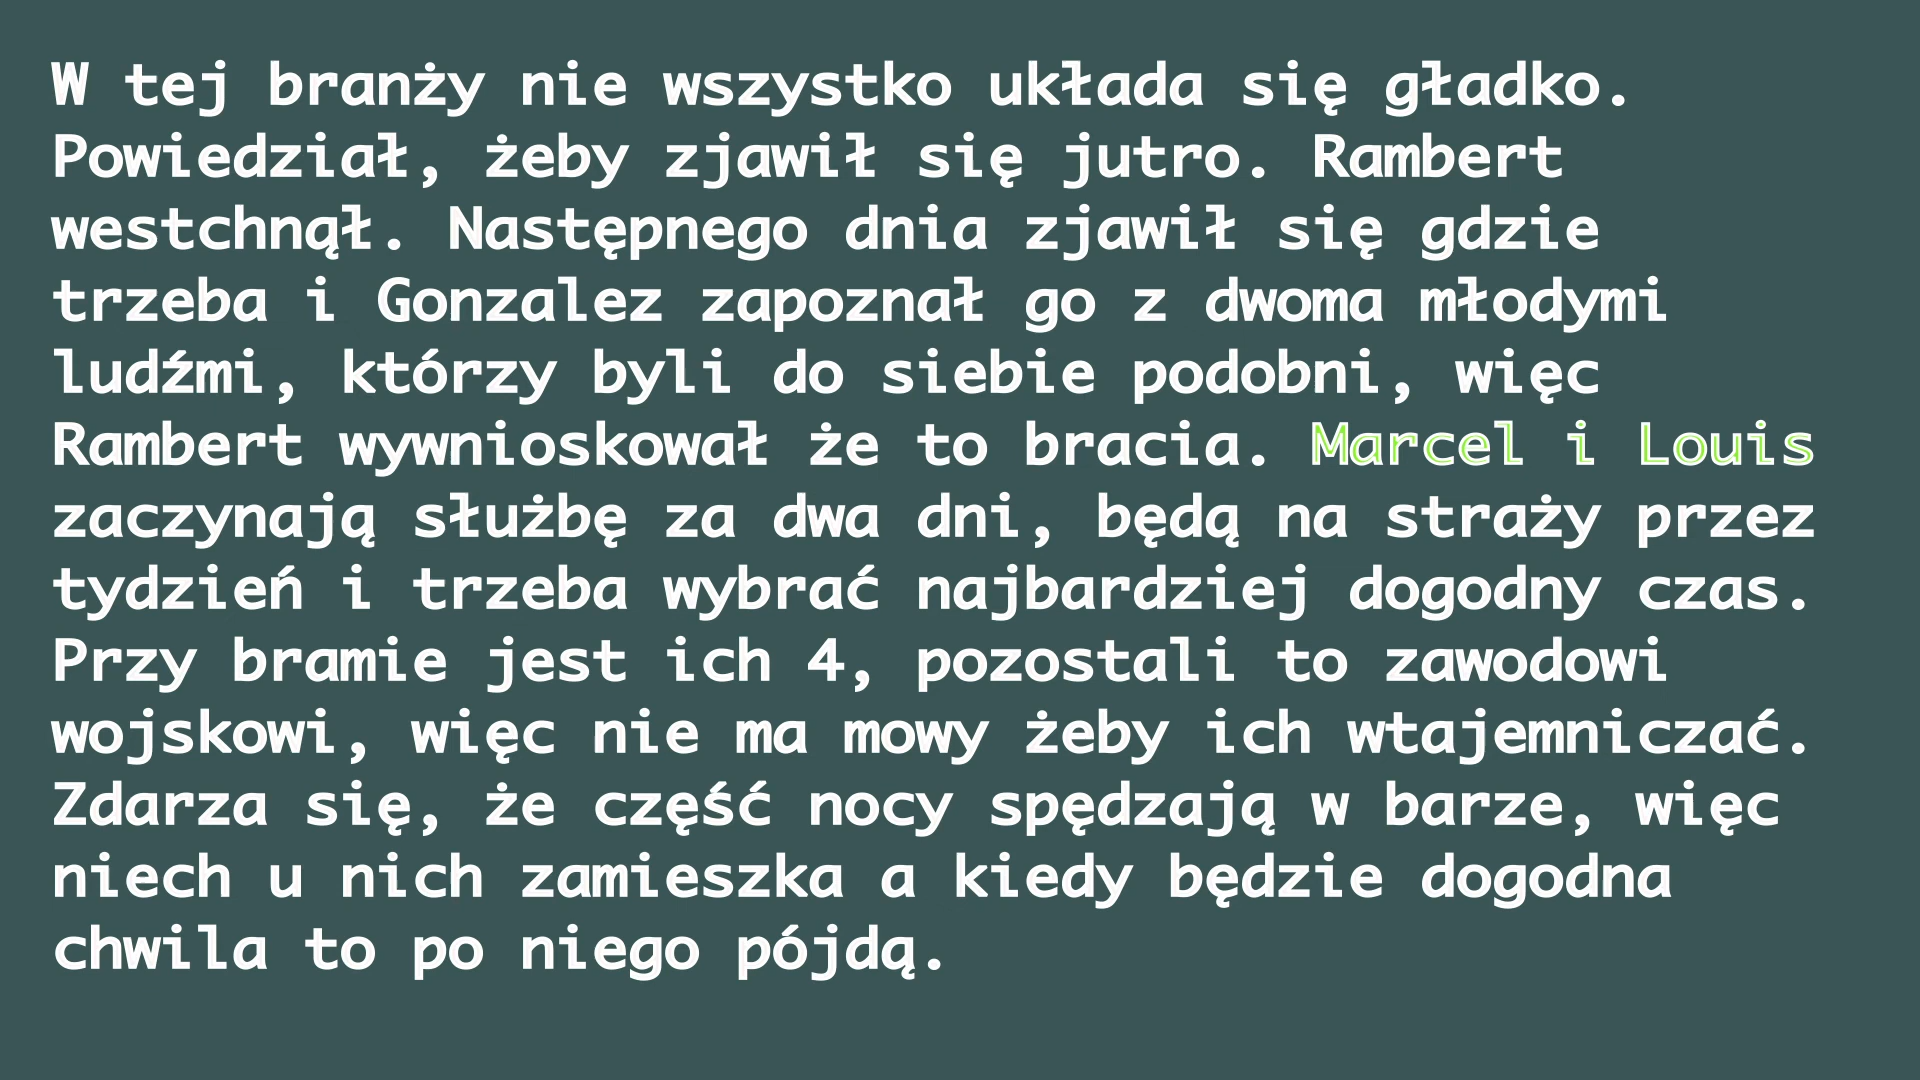 W tej branży nie wszystko układa się gładko.
Powiedział, żeby zjawił się jutro. Rambert
westchnął. Następnego dnia zjawił się gdzie
trzeba i Gonzalez zapoznał go z dwoma młodymi
ludźmi, którzy byli do siebie podobni, więc
Rambert wywnioskował że to bracia. Marcel i Louis
zaczynają służbę za dwa dni, będą na straży przez
tydzień i trzeba wybrać najbardziej dogodny czas.
Przy bramie jest ich 4, pozostali to zawodowi
wojskowi, więc nie ma mowy żeby ich wtajemniczać.
Zdarza się, że część nocy spędzają w barze, więc
niech u nich zamieszka a kiedy będzie dogodna
chwila to po niego pójdą.